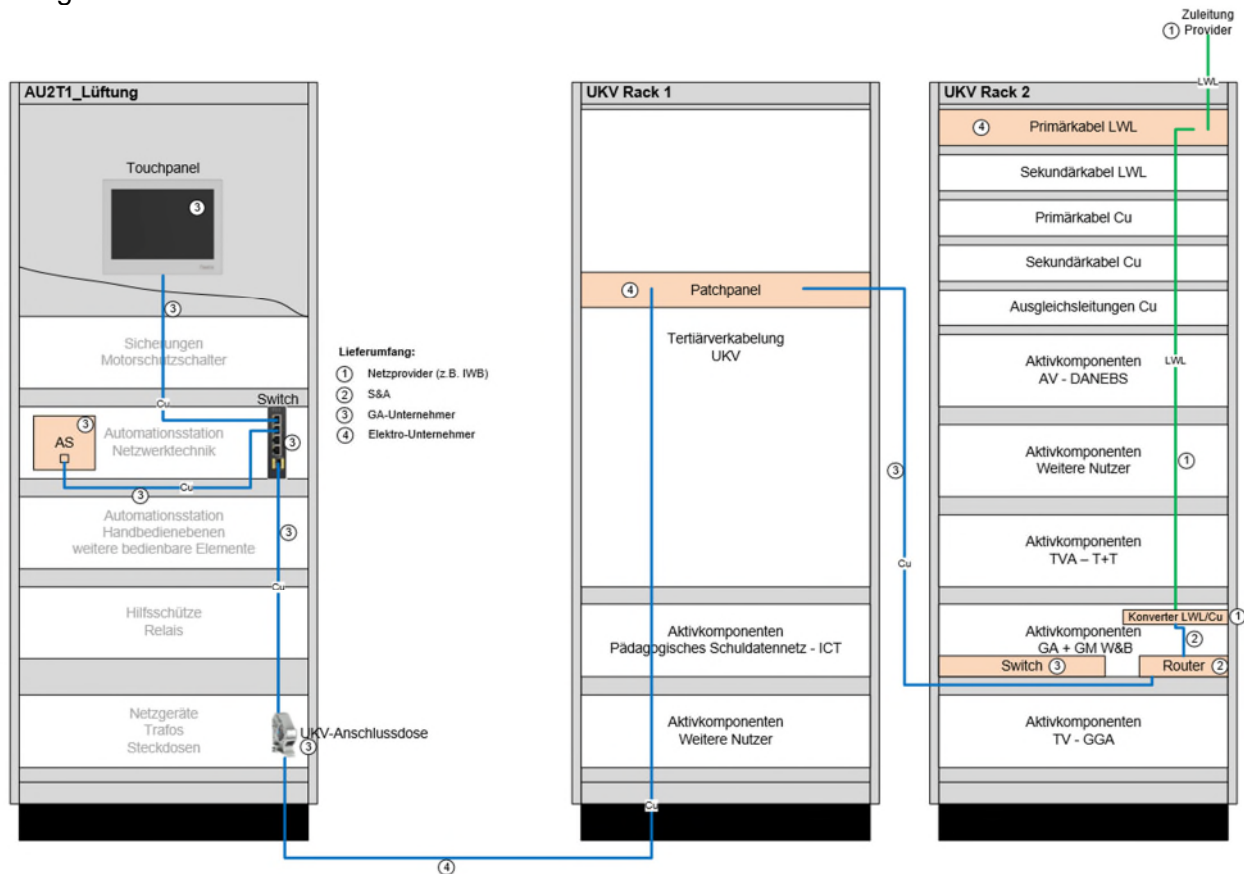 Zuleitung
① Provider
LWL
AU2T1_Lüftung
Touchpanel
③
③
Sicherungen
Motorschutzschalter
Cu
Switch
AS
③
Automationsstation
Netzwerktechnik
③
Cu
③
Automationsstation
Handbedienebenen
weitere bedienbare Elemente
③
Cu
Hilfsschütze
Relais
Netzgeräte
Trafos
Steckdosen
UKV-Anschlussdose
③
④
Lieferumfang:
① Netzprovider (z.B. IWB)
② S&A
③ GA-Unternehmer
④ Elektro-Unternehmer
UKV Rack 1
④ Patchpanel
Tertiärverkabelung
UKV
Aktivkomponenten
Pädagogisches Schuldatennetz - ICT
Aktivkomponenten
Weitere Nutzer
Cu
③
Cu
UKV Rack 2
④ Primärkabel LWL
Sekundärkabel LWL
Primärkabel Cu
Sekundärkabel Cu
Ausgleichsleitungen Cu
Aktivkomponenten
AV - DANEBS
LWL
Aktivkomponenten
Weitere Nutzer
①
Aktivkomponenten
TVA – T+T
Konverter LWL/Cu ①
Aktivkomponenten
GA + GM W&B
②
Switch ③
Router ②
Aktivkomponenten
TV - GGA